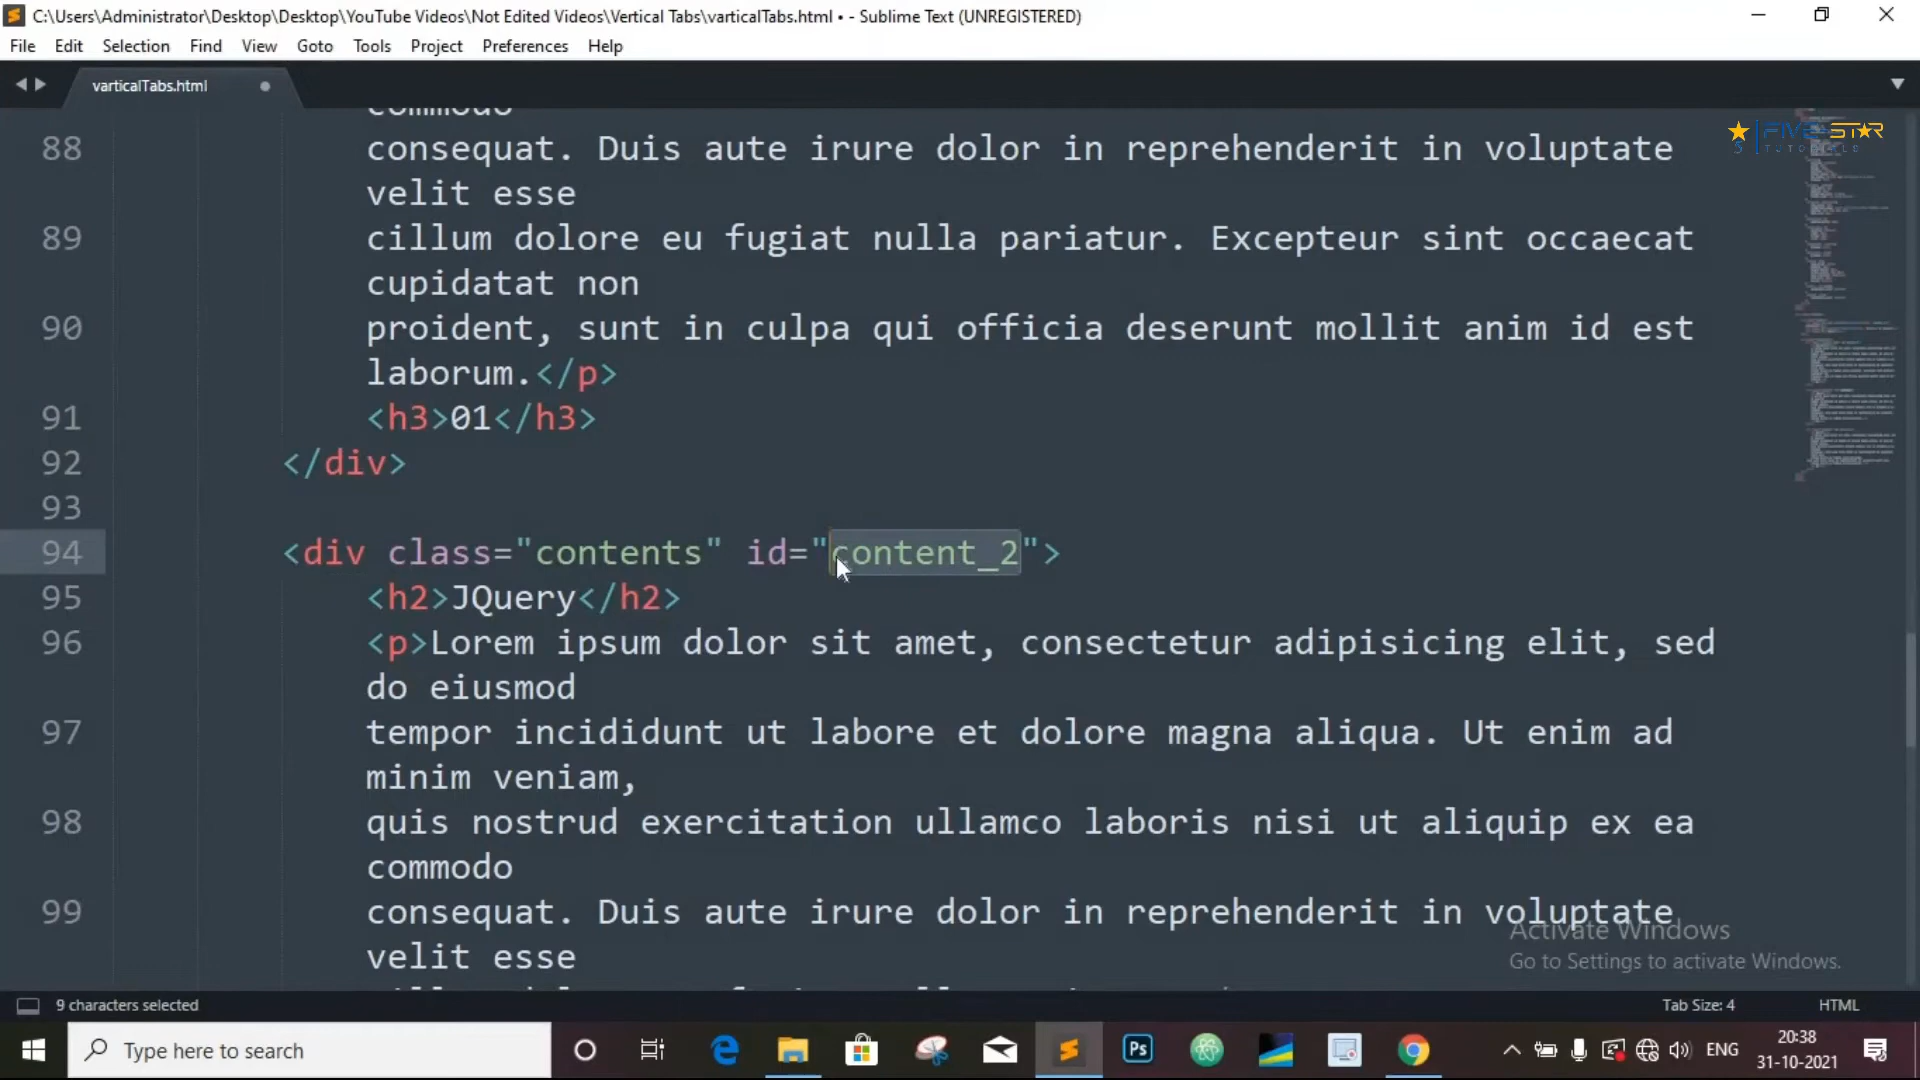 C:\Users\Administrator\Desktop\Desktop\YouTube Videos\Not Edited Videos\Vertical Tabs\varticalTabs.html • - Sublime Text (UNREGISTERED)
File Edit Selection Find View Goto Tools Project Preferences Help
varticalTabs.html
commodo
88 consequat. Duis aute irure dolor in reprehenderit in voluptate
velit esse
89 cillum dolore eu fugiat nulla pariatur. Excepteur sint occaecat
cupidatat non
90 proident, sunt in culpa qui officia deserunt mollit anim id est
laborum.</p>
91 <h3>01</h3>
92 </div>
93
94 <div class="contents" id="content_2">
95 <h2>JQuery</h2>
96 <p>Lorem ipsum dolor sit amet, consectetur adipisicing elit, sed
do eiusmod
97 tempor incididunt ut labore et dolore magna aliqua. Ut enim ad
minim veniam,
98 quis nostrud exercitation ullamco laboris nisi ut aliquip ex ea
commodo
99 consequat. Duis aute irure dolor in reprehenderit in voluptate
velit esse
5 FIVE-STAR
TUTORIALS
Activate Windows
Go to Settings to activate Windows.
9 characters selected Tab Size: 4 HTML
Type here to search
Ps
ENG
20:38
31-10-2021